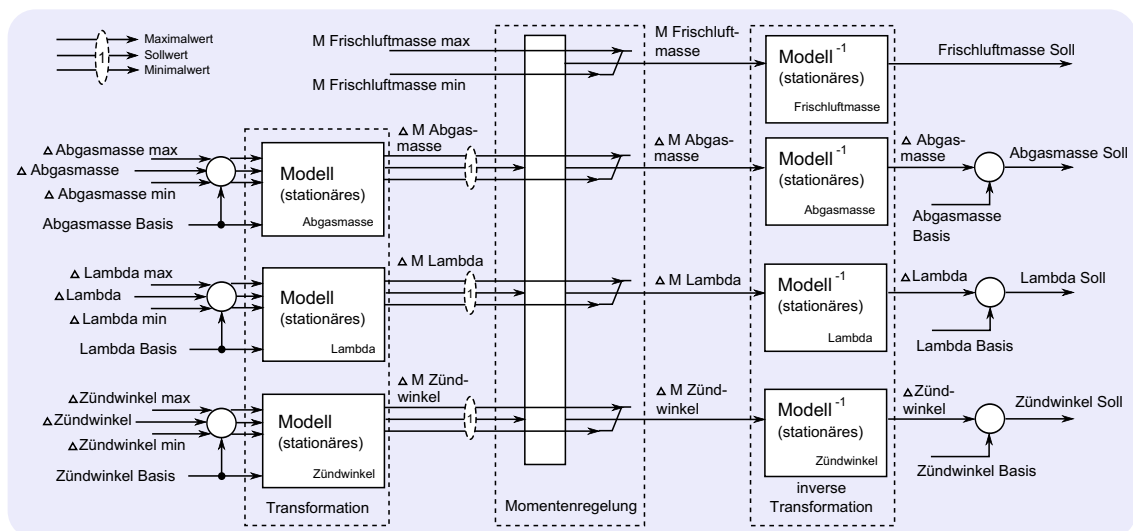 Maximalwert
Sollwert
Minimalwert
1
M Frischluftmasse max
M Frischluftmasse min
M Frischluft-
masse
Modell-1
(stationäres)
Frischluftmasse
Frischluftmasse Soll
Δ Abgasmasse max
Δ Abgasmasse
Δ Abgasmasse min
Abgasmasse Basis
Modell
(stationäres)
Abgasmasse
Δ M Abgas-
masse
1
Δ M Abgas-
masse
Modell-1
(stationäres)
Abgasmasse
Δ Abgas-
masse
Abgasmasse Soll
Abgasmasse
Basis
Δ Lambda max
Δ Lambda
Δ Lambda min
Lambda Basis
Modell
(stationäres)
Lambda
Δ M Lambda
1
Δ M Lambda
Modell-1
(stationäres)
Lambda
Δ Lambda
Lambda Soll
Lambda Basis
Δ Zündwinkel max
Δ Zündwinkel
Δ Zündwinkel min
Zündwinkel Basis
Modell
(stationäres)
Zündwinkel
Δ M Zünd-
winkel
1
Δ M Zünd-
winkel
Modell-1
(stationäres)
Zündwinkel
Δ Zünd-
winkel
Zündwinkel Soll
Zündwinkel Basis
Transformation
Momentenregelung
inverse
Transformation